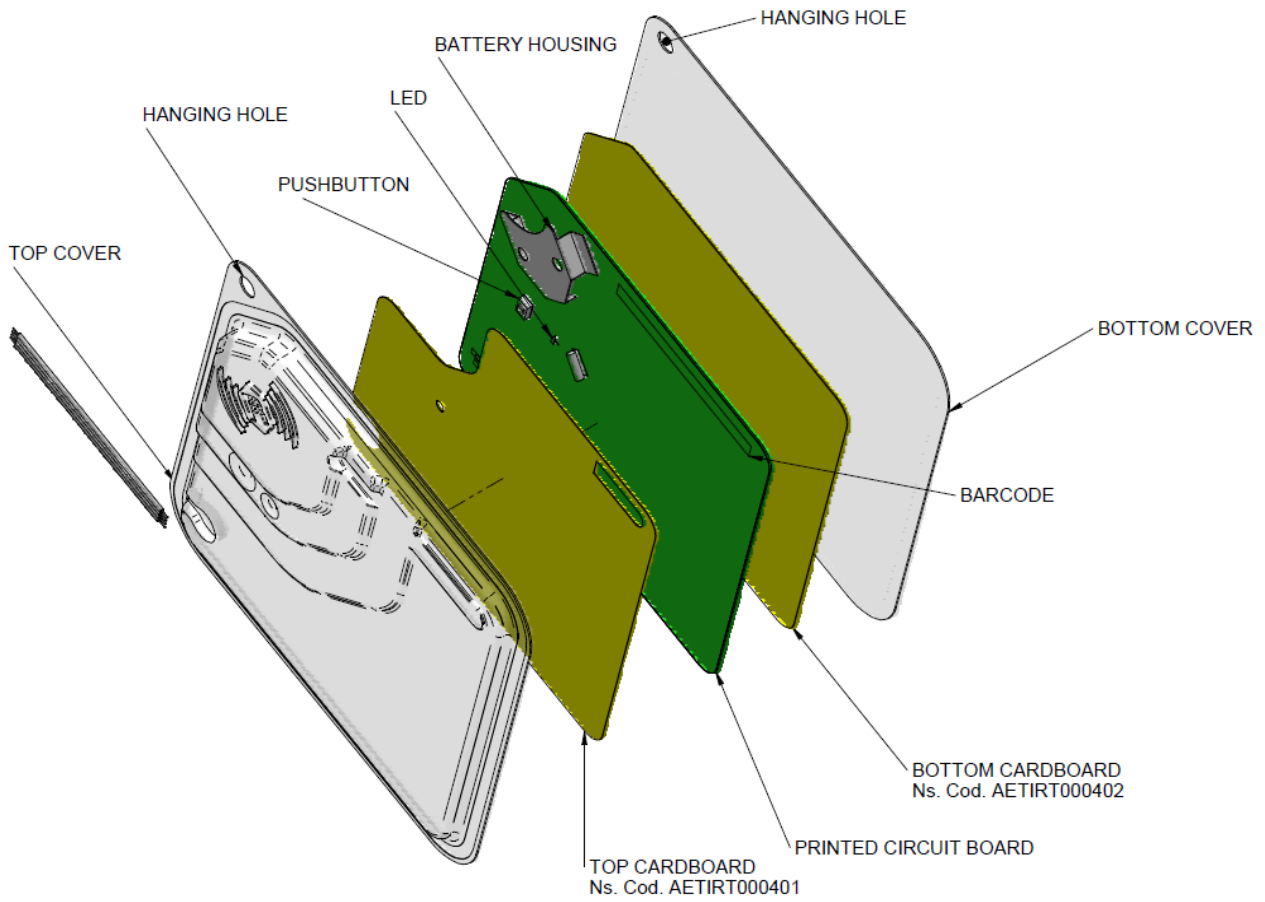 HANGING HOLE
BATTERY HOUSING
LED
HANGING HOLE
PUSHBUTTON
TOP COVER
BOTTOM COVER
BARCODE
BOTTOM CARDBOARD
Ns. Cod. AETIRT000402
PRINTED CIRCUIT BOARD
TOP CARDBOARD
Ns. Cod. AETIRT000401